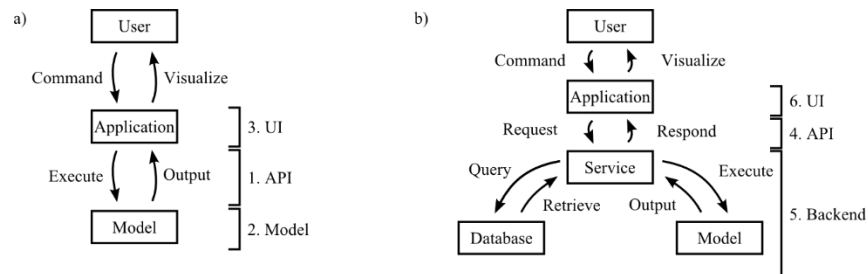 a)
User
Command
Visualize
Application
3. UI
Execute
Output
1. API
Model
2. Model
b)
User
Command
Visualize
Application
6. UI
Request
Respond
4. API
Service
Query
Execute
Retrieve
Output
5. Backend
Database
Model